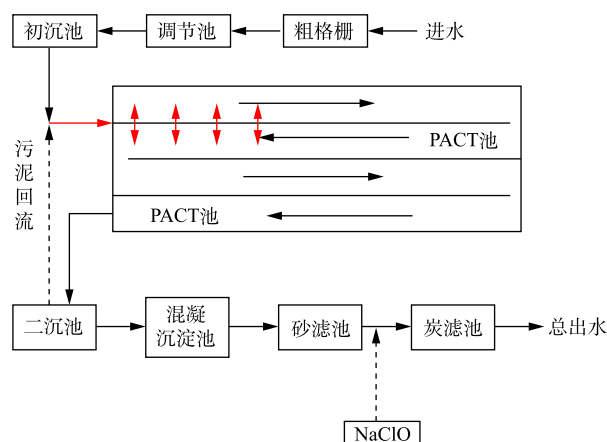 初沉池
调节池
粗格栅
进水
PACT池
污泥回流
PACT池
二沉池
混凝
沉淀池
砂滤池
炭滤池
总出水
NaClO